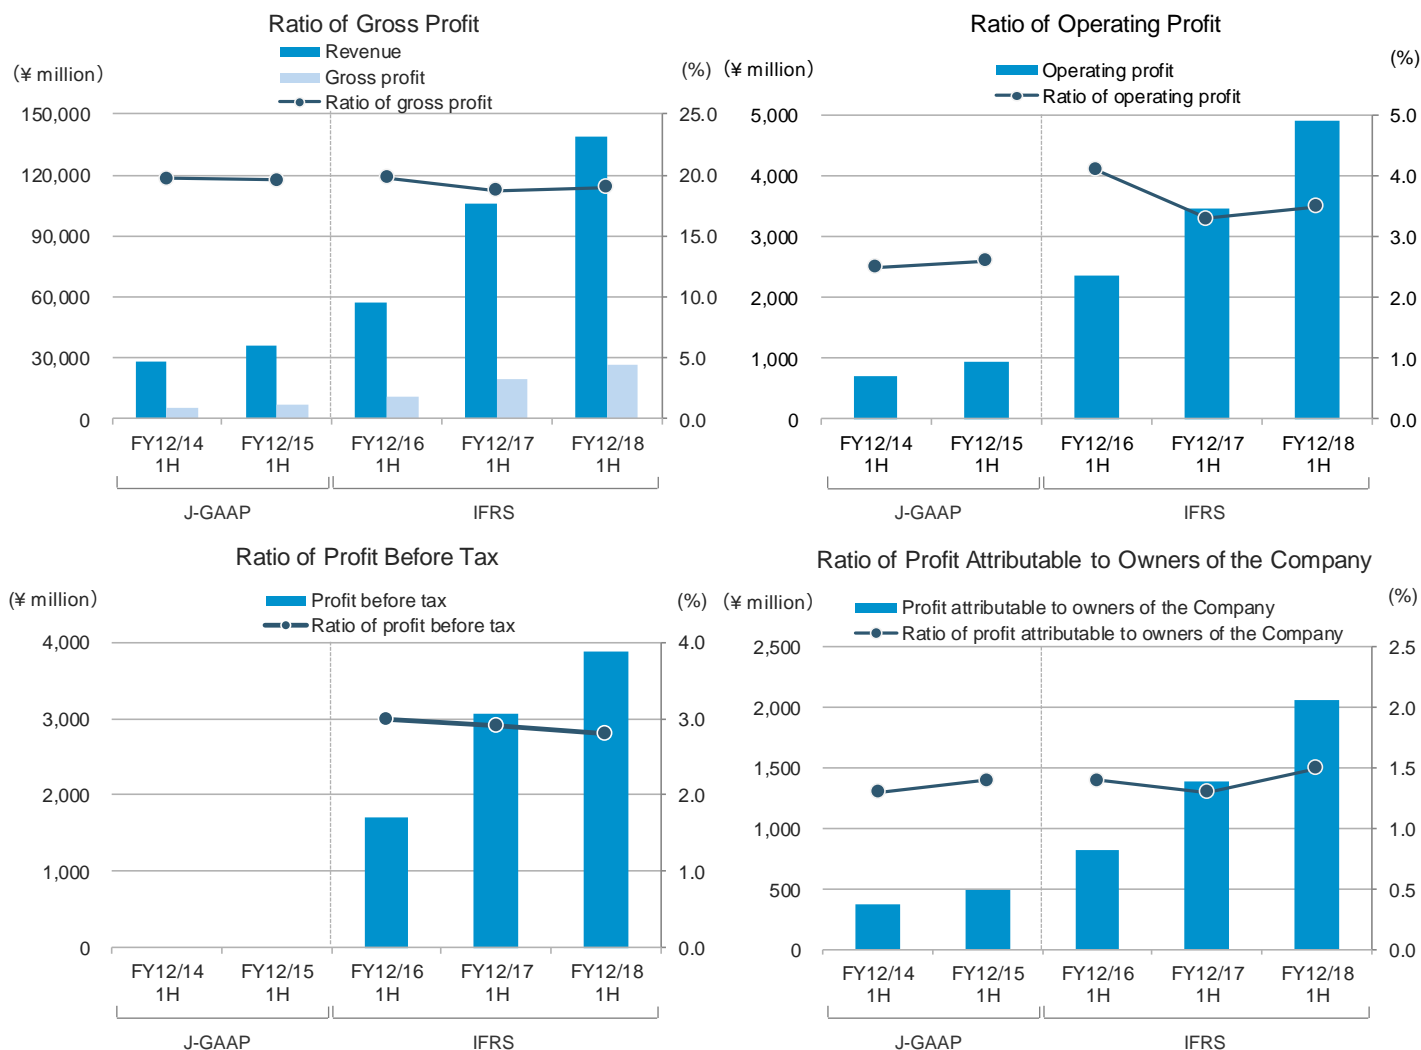 Ratio of Gross Profit
Revenue
Gross profit
Ratio of gross profit
(¥ million)
(%)
150,000
120,000
90,000
60,000
30,000
0
25.0
20.0
15.0
10.0
5.0
0.0
FY12/14 FY12/15 FY12/16 FY12/17 FY12/18
1H 1H 1H 1H 1H
J-GAAP IFRS
Ratio of Operating Profit
Operating profit
Ratio of operating profit
(¥ million)
(%)
5,000
4,000
3,000
2,000
1,000
0
5.0
4.0
3.0
2.0
1.0
0.0
FY12/14 FY12/15 FY12/16 FY12/17 FY12/18
1H 1H 1H 1H 1H
J-GAAP IFRS
Ratio of Profit Before Tax
Profit before tax
Ratio of profit before tax
(¥ million)
(%)
4,000
3,000
2,000
1,000
0
4.0
3.0
2.0
1.0
0.0
FY12/14 FY12/15 FY12/16 FY12/17 FY12/18
1H 1H 1H 1H 1H
J-GAAP IFRS
Ratio of Profit Attributable to Owners of the Company
Profit attributable to owners of the Company
Ratio of profit attributable to owners of the Company
(¥ million)
(%)
2,500
2,000
1,500
1,000
500
0
2.5
2.0
1.5
1.0
0.5
0.0
FY12/14 FY12/15 FY12/16 FY12/17 FY12/18
1H 1H 1H 1H 1H
J-GAAP IFRS